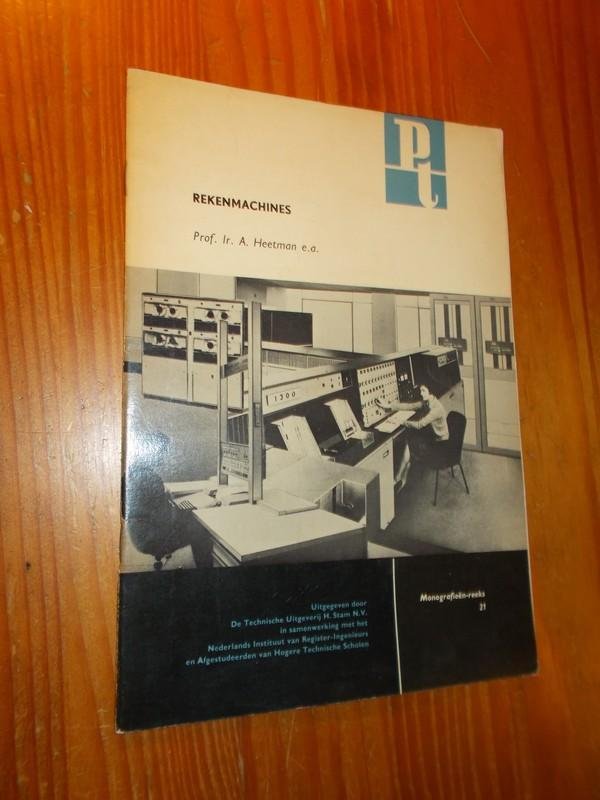 Pt
REKENMACHINES
Prof. Ir. A. Heetman e.a.
1300
Uitgegeven door
De Technische Uitgeverij H. Stam N.V.
in samenwerking met het
Nederlands Instituut van Register-Ingenieurs
en Afgestudeerden van Hogere Technische Scholen
Monografieën-reeks
21